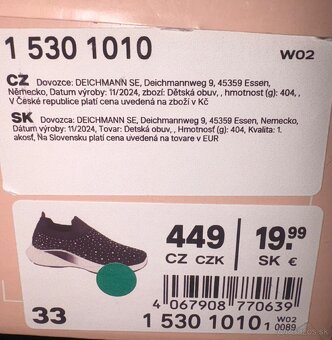 1 530 1010
W02
CZ Dovozce: DEICHMANN SE, Deichmannweg 9, 45359 Essen,
Německo, Datum výroby: 11/2024, zboží: Dětská obuv, , hmotnost (g): 404, ,
V České republice platí cena uvedená na zboží v Kč
SK Dovozca: DEICHMANN SE, Deichmannweg 9, 45359 Essen, Nemecko,
Dátum výroby: 11/2024, Tovar: Detská obuv, , Hmotnosť (g): 404, Kvalita: 1.
akosť, Na Slovensku platí cena uvedená na tovare v EUR
449 19.99
CZ CZK SK €
33
4 067908 770639
W02
1 530 1010 1 0089